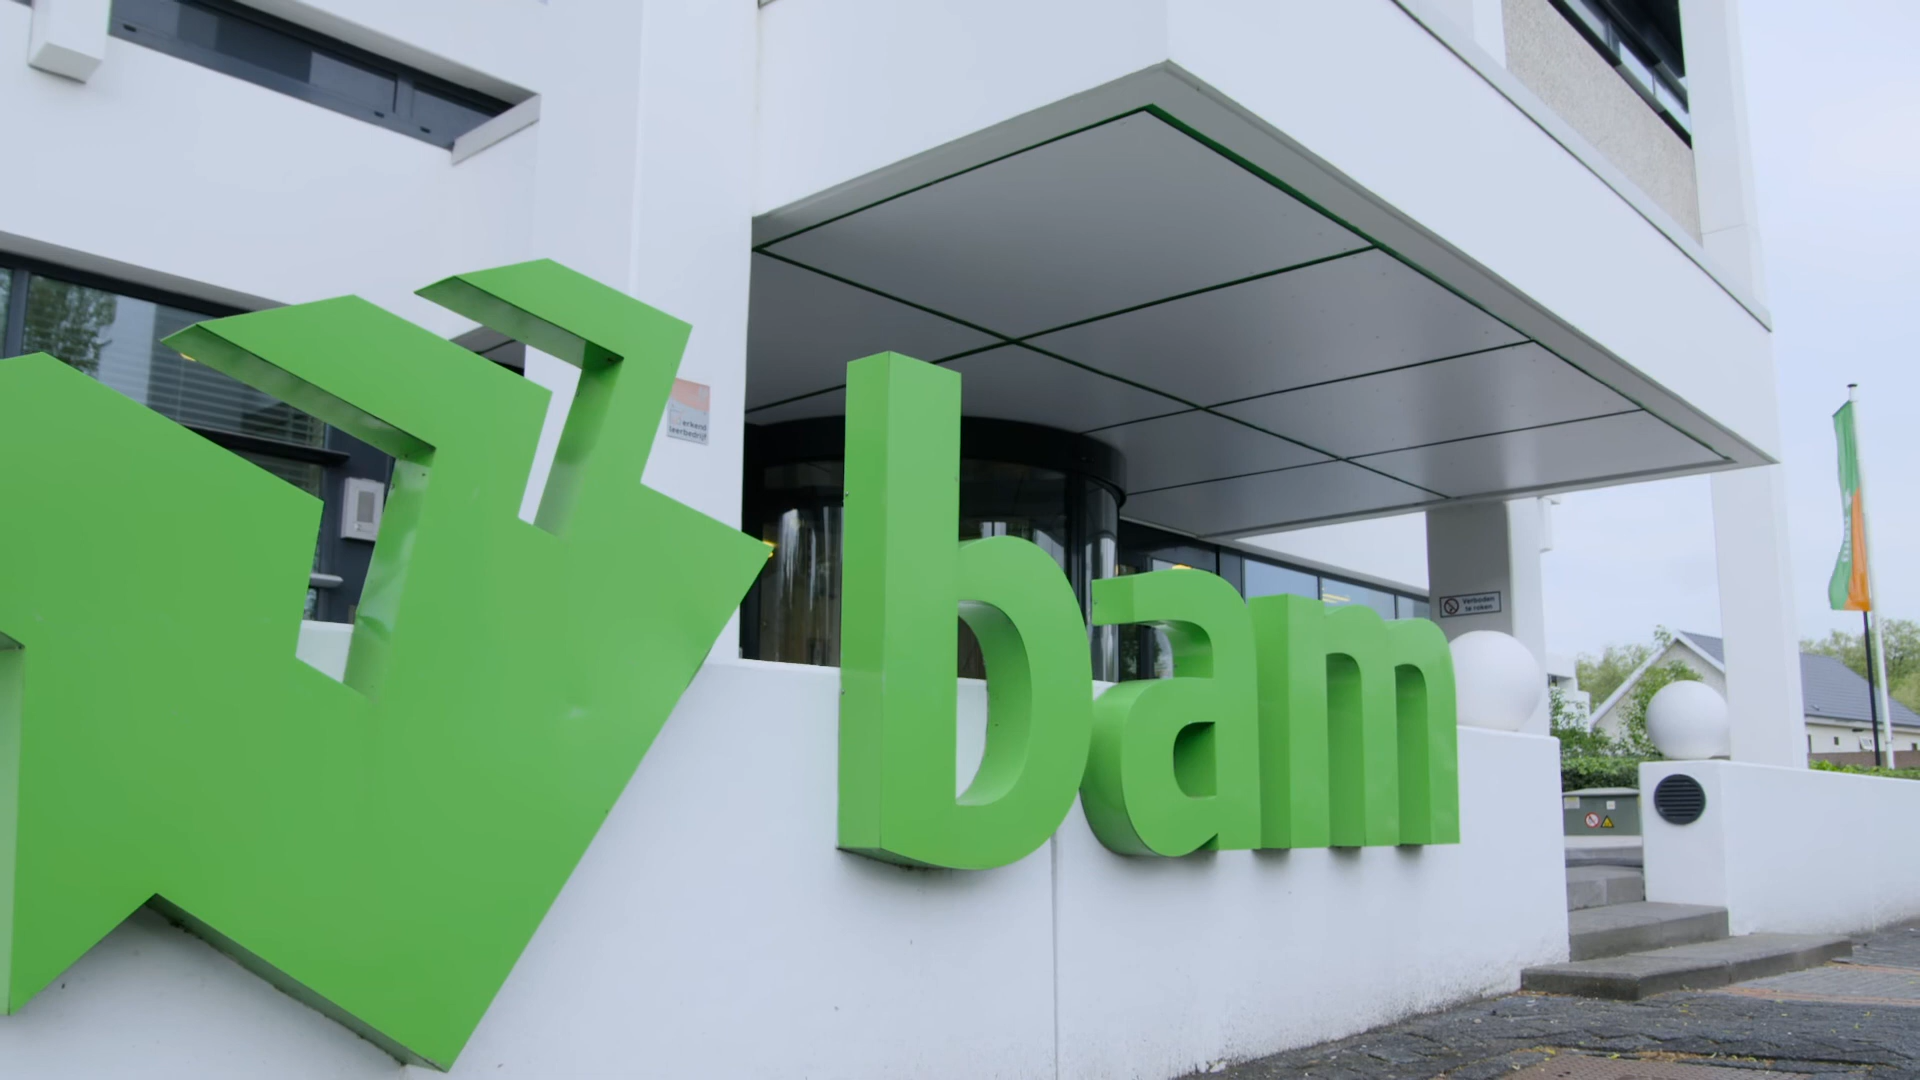 bam
erkend
leerbedrijf
Verboden
te roken